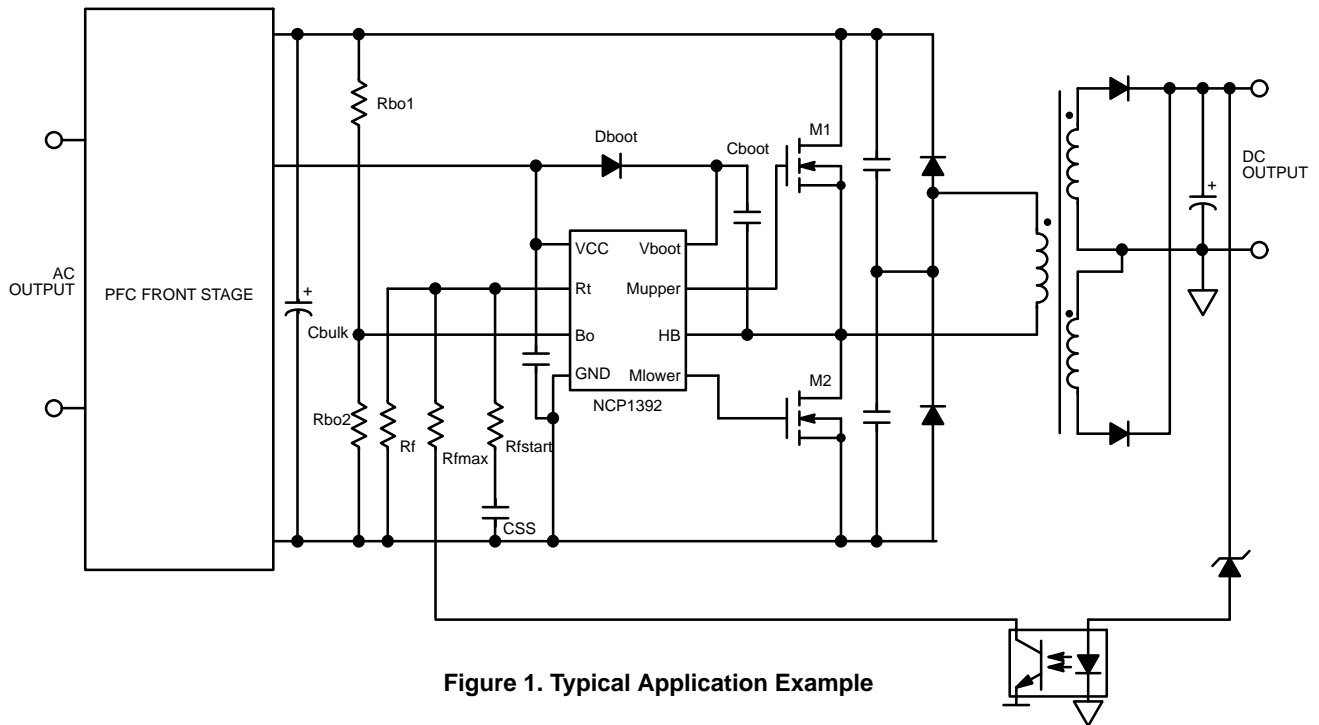 Rbo1
Dboot
Cboot
M1
DC
OUTPUT
AC
OUTPUT
PFC FRONT STAGE
VCC
Vboot
Rt
Mupper
+
+
Cbulk
Bo
HB
GND
Mlower
M2
NCP1392
Rbo2
Rf
Rfmax
Rfstart
CSS
Figure 1. Typical Application Example